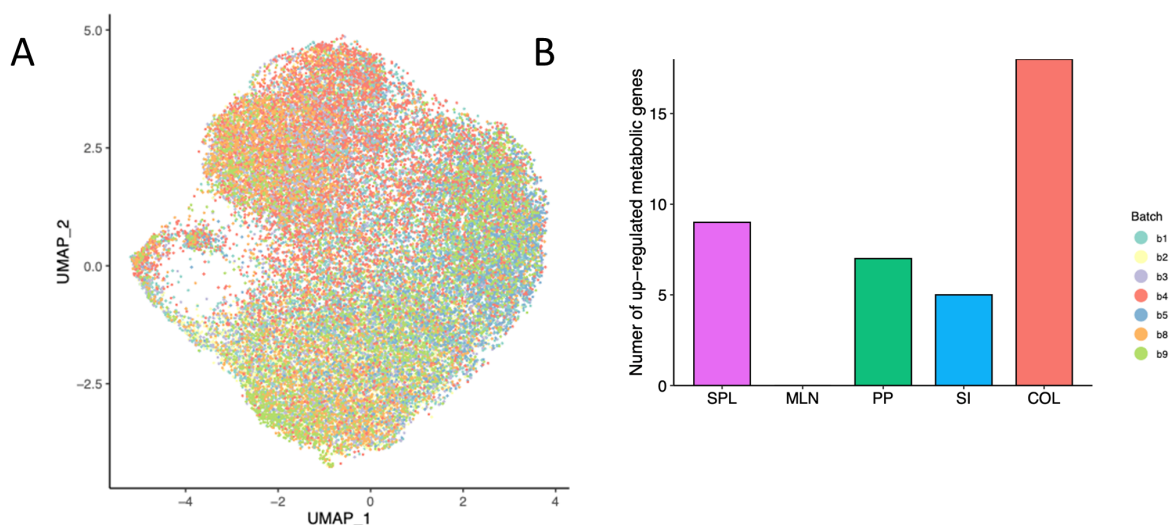 A
B
5.0
2.5
0.0
−2.5
UMAP_2
−4
−2
0
2
4
UMAP_1
Numer of up−regulated metabolic genes
15
10
5
0
SPL
MLN
PP
SI
COL
Batch
b1
b2
b3
b4
b5
b8
b9